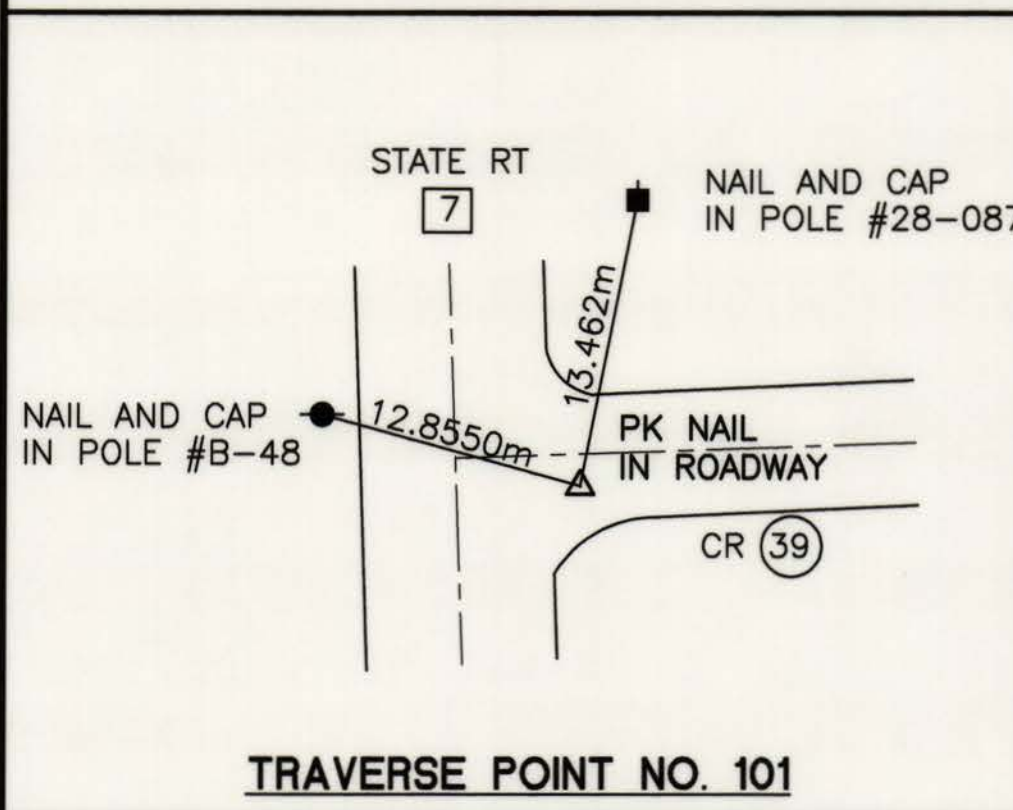 STATE RT
7
NAIL AND CAP
IN POLE #28-087
13.462m
NAIL AND CAP
IN POLE #B-48
12.8550m
PK NAIL
IN ROADWAY
CR 39
TRAVERSE POINT NO. 101